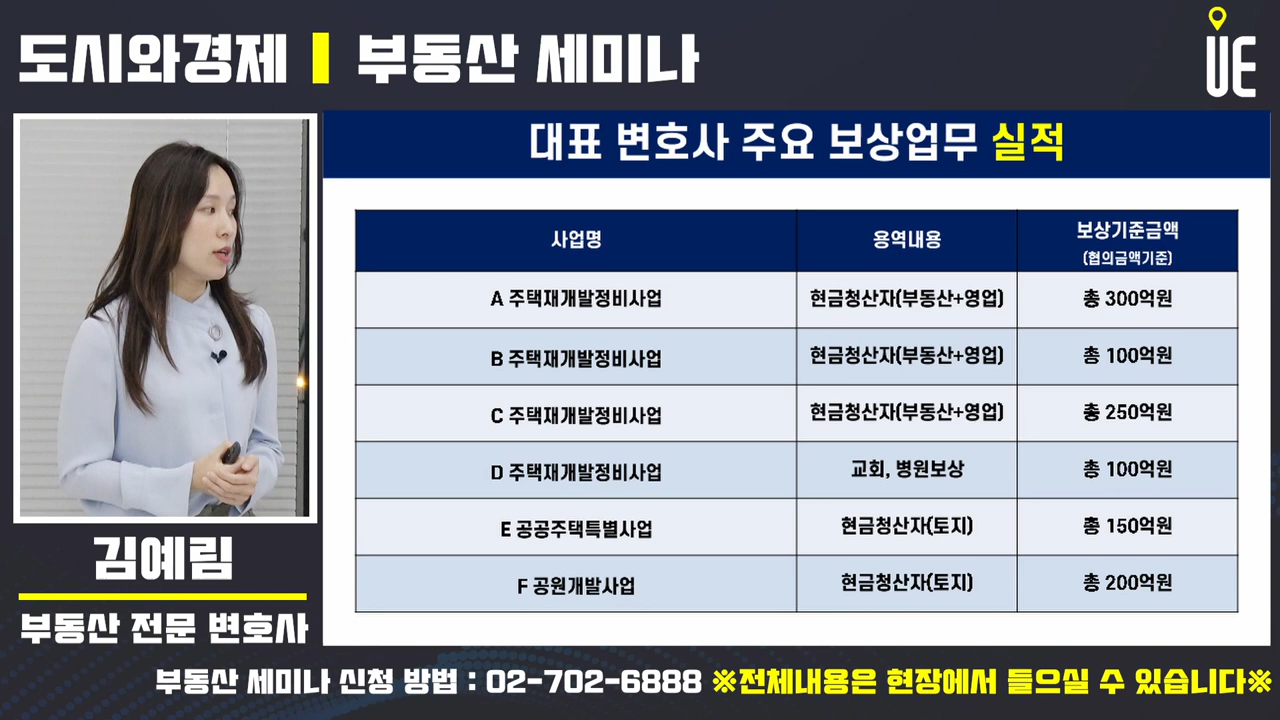 도시와경제 | 부동산 세미나
UE
대표 변호사 주요 보상업무 실적
사업명 용역내용 보상기준금액
(협의금액기준)
A 주택재개발정비사업 현금청산자(부동산+영업) 총 300억원
B 주택재개발정비사업 현금청산자(부동산+영업) 총 100억원
C 주택재개발정비사업 현금청산자(부동산+영업) 총 250억원
D 주택재개발정비사업 교회, 병원보상 총 100억원
E 공공주택특별사업 현금청산자(토지) 총 150억원
F 공원개발사업 현금청산자(토지) 총 200억원
김예림
부동산 전문 변호사
부동산 세미나 신청 방법 : 02-702-6888 ※전체내용은 현장에서 들으실 수 있습니다※